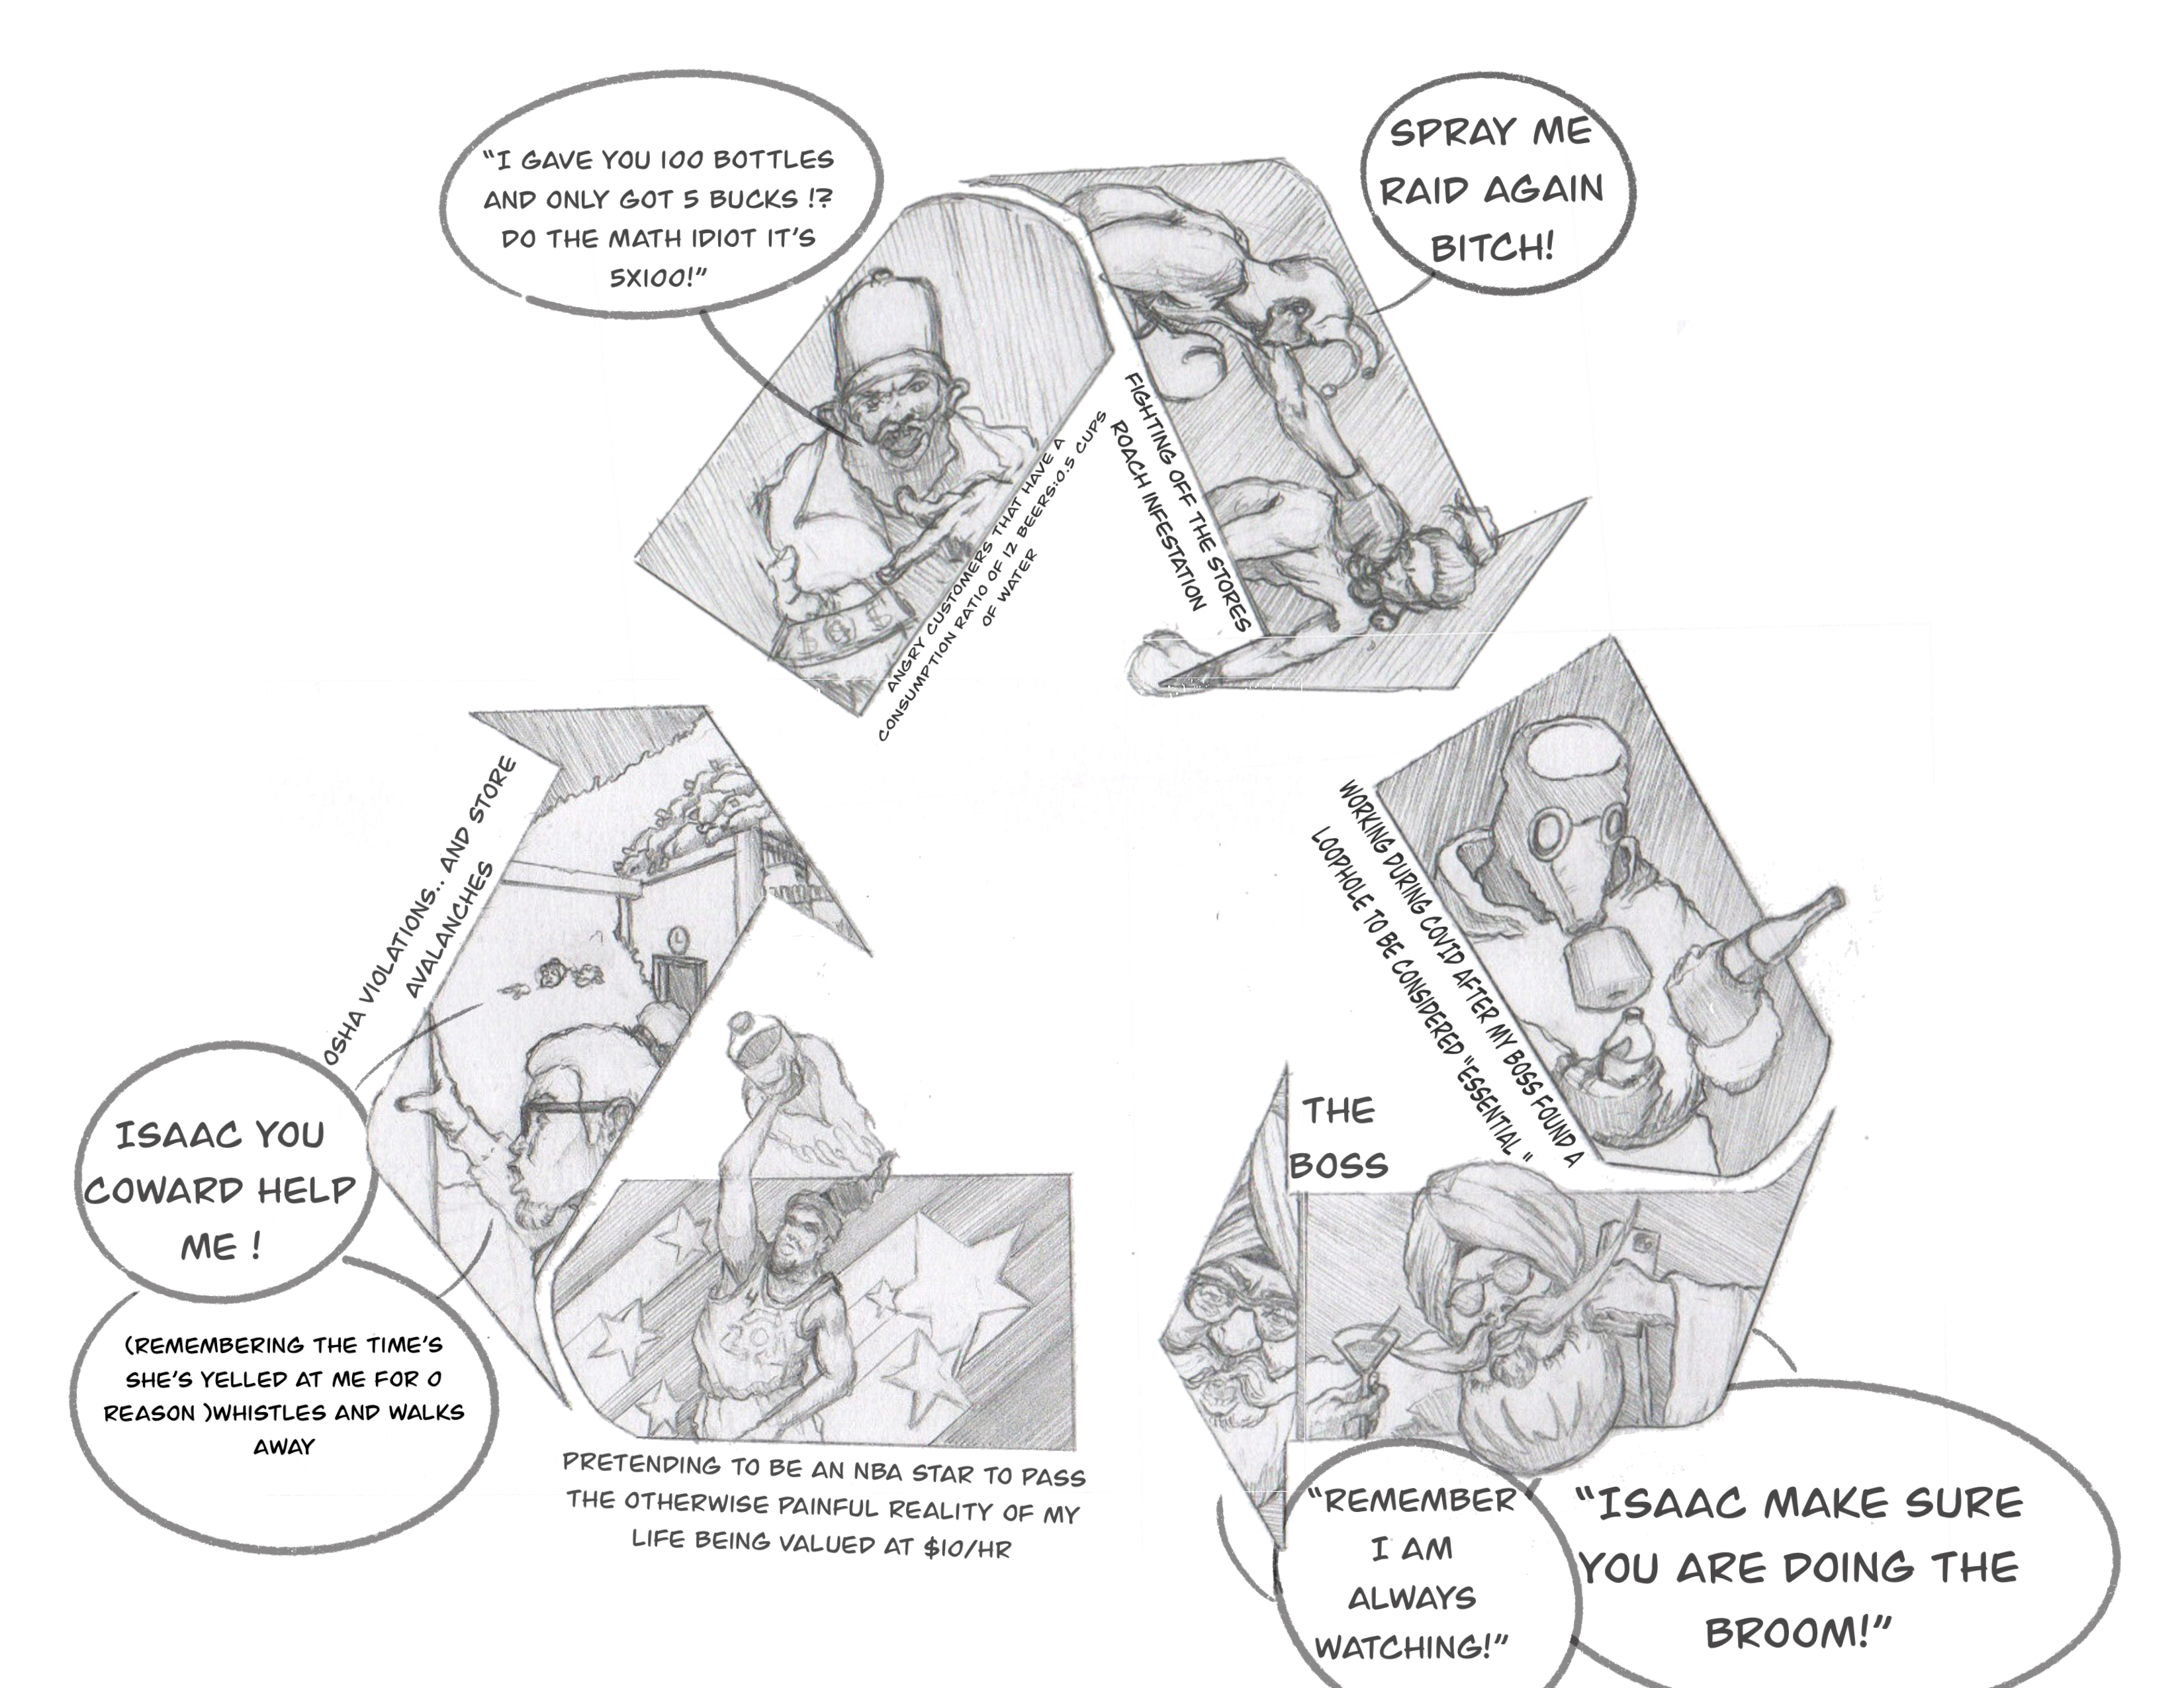 “I GAVE YOU 100 BOTTLES
AND ONLY GOT 5 BUCKS !?
DO THE MATH IDIOT IT’S
5X100!”
SPRAY ME
RAID AGAIN
BITCH!
ANGRY CUSTOMERS THAT HAVE A
CONSUMPTION RATIO OF 12 BEERS:0.5 CUPS
OF WATER
FIGHTING OFF THE STORES
ROACH INFESTATION
OSHA VIOLATIONS.. AND STORE
AVALANCHES
WORKING DURING COVID AFTER MY BOSS FOUND A
LOOPHOLE TO BE CONSIDERED “ESSENTIAL “
ISAAC YOU
COWARD HELP
ME !
(REMEMBERING THE TIME’S
SHE’S YELLED AT ME FOR 0
REASON )WHISTLES AND WALKS
AWAY
PRETENDING TO BE AN NBA STAR TO PASS
THE OTHERWISE PAINFUL REALITY OF MY
LIFE BEING VALUED AT $10/HR
THE
BOSS
“REMEMBER
I AM
ALWAYS
WATCHING!”
“ISAAC MAKE SURE
YOU ARE DOING THE
BROOM!”